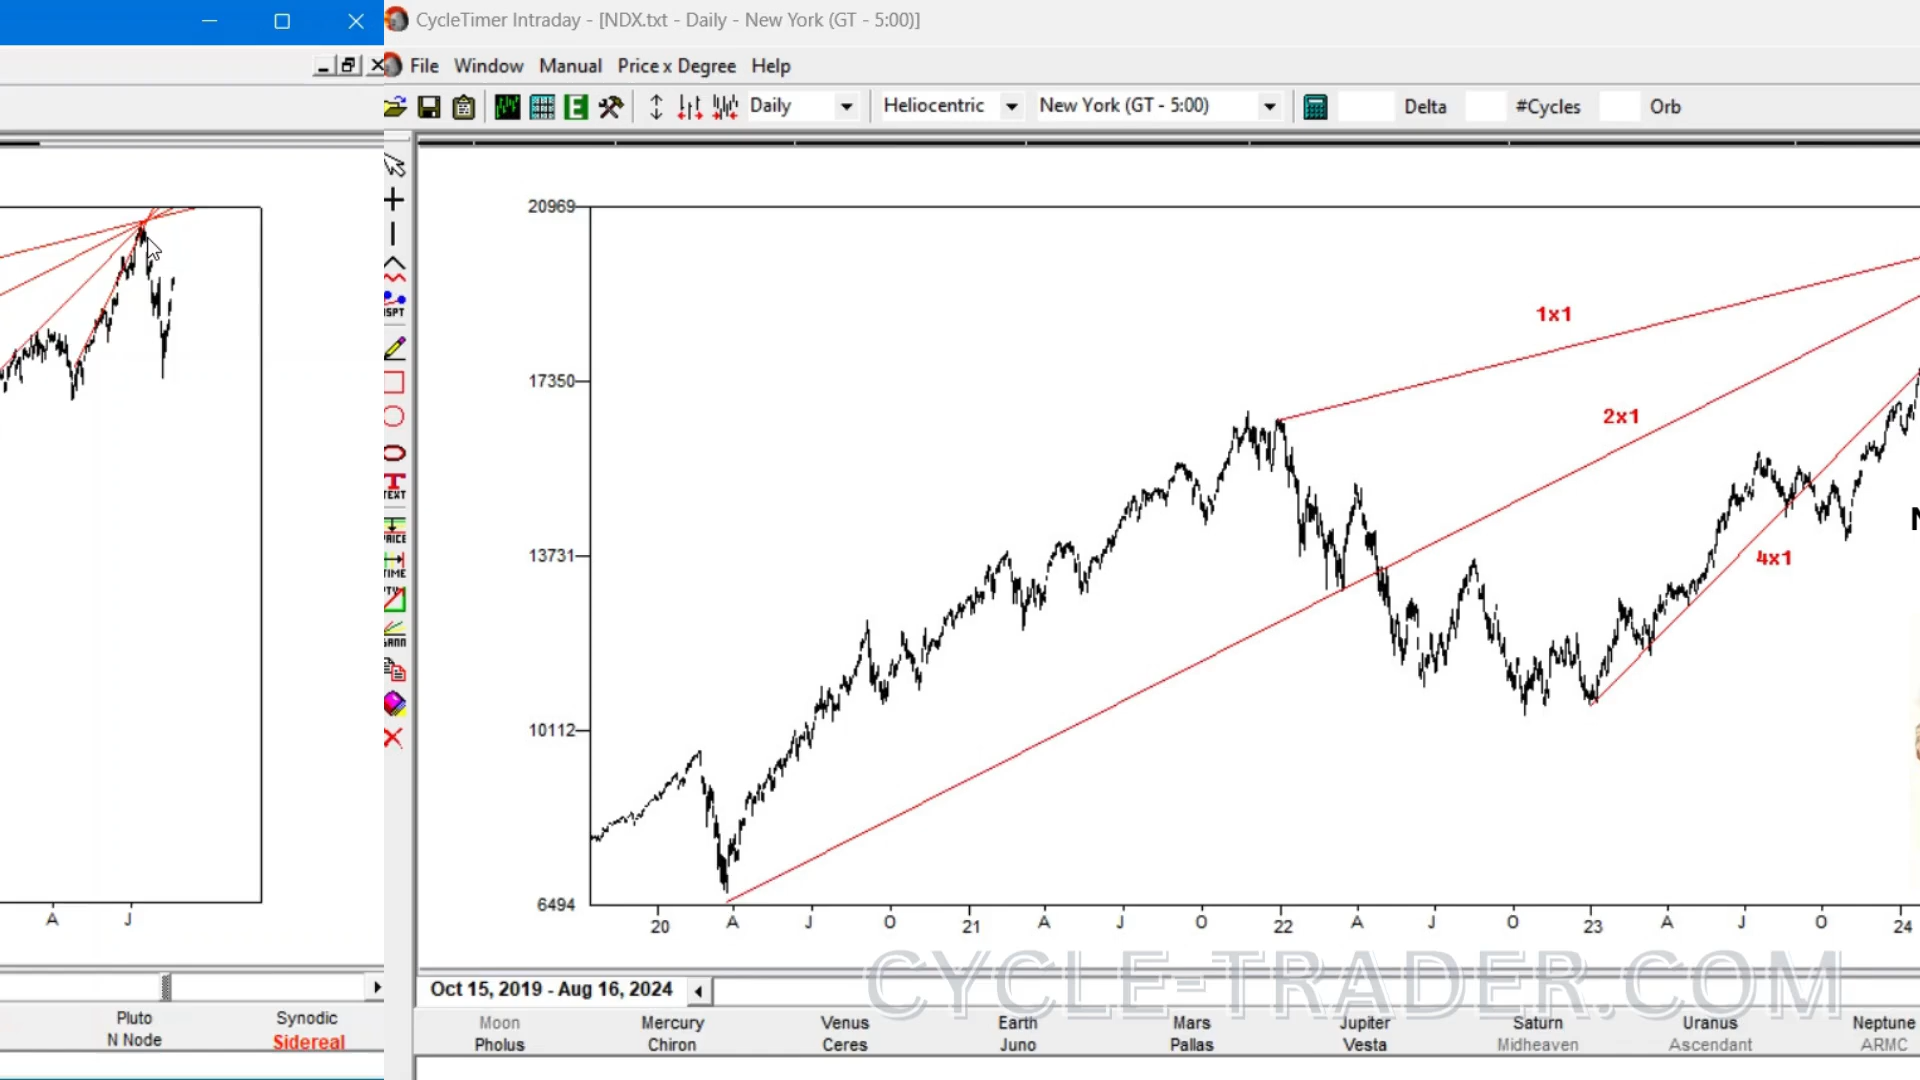 CycleTimer Intraday - [NDX.txt - Daily - New York (GT - 5:00)]
File Window Manual Price x Degree Help
Daily Heliocentric New York (GT - 5:00) Delta #Cycles Orb
TEXT
TIME
20969
17350
13731
10112
6494
1x1
2x1
4x1
A J
20 A J O 21 A J O 22 A J O 23 A J O 24
CYCLE-TRADER.COM
Oct 15, 2019 - Aug 16, 2024
Pluto Synodic
N Node Sidereal
Moon Mercury Venus Earth Mars Jupiter Saturn Uranus Neptune
Pholus Chiron Ceres Juno Pallas Vesta Midheaven Ascendant ARMC